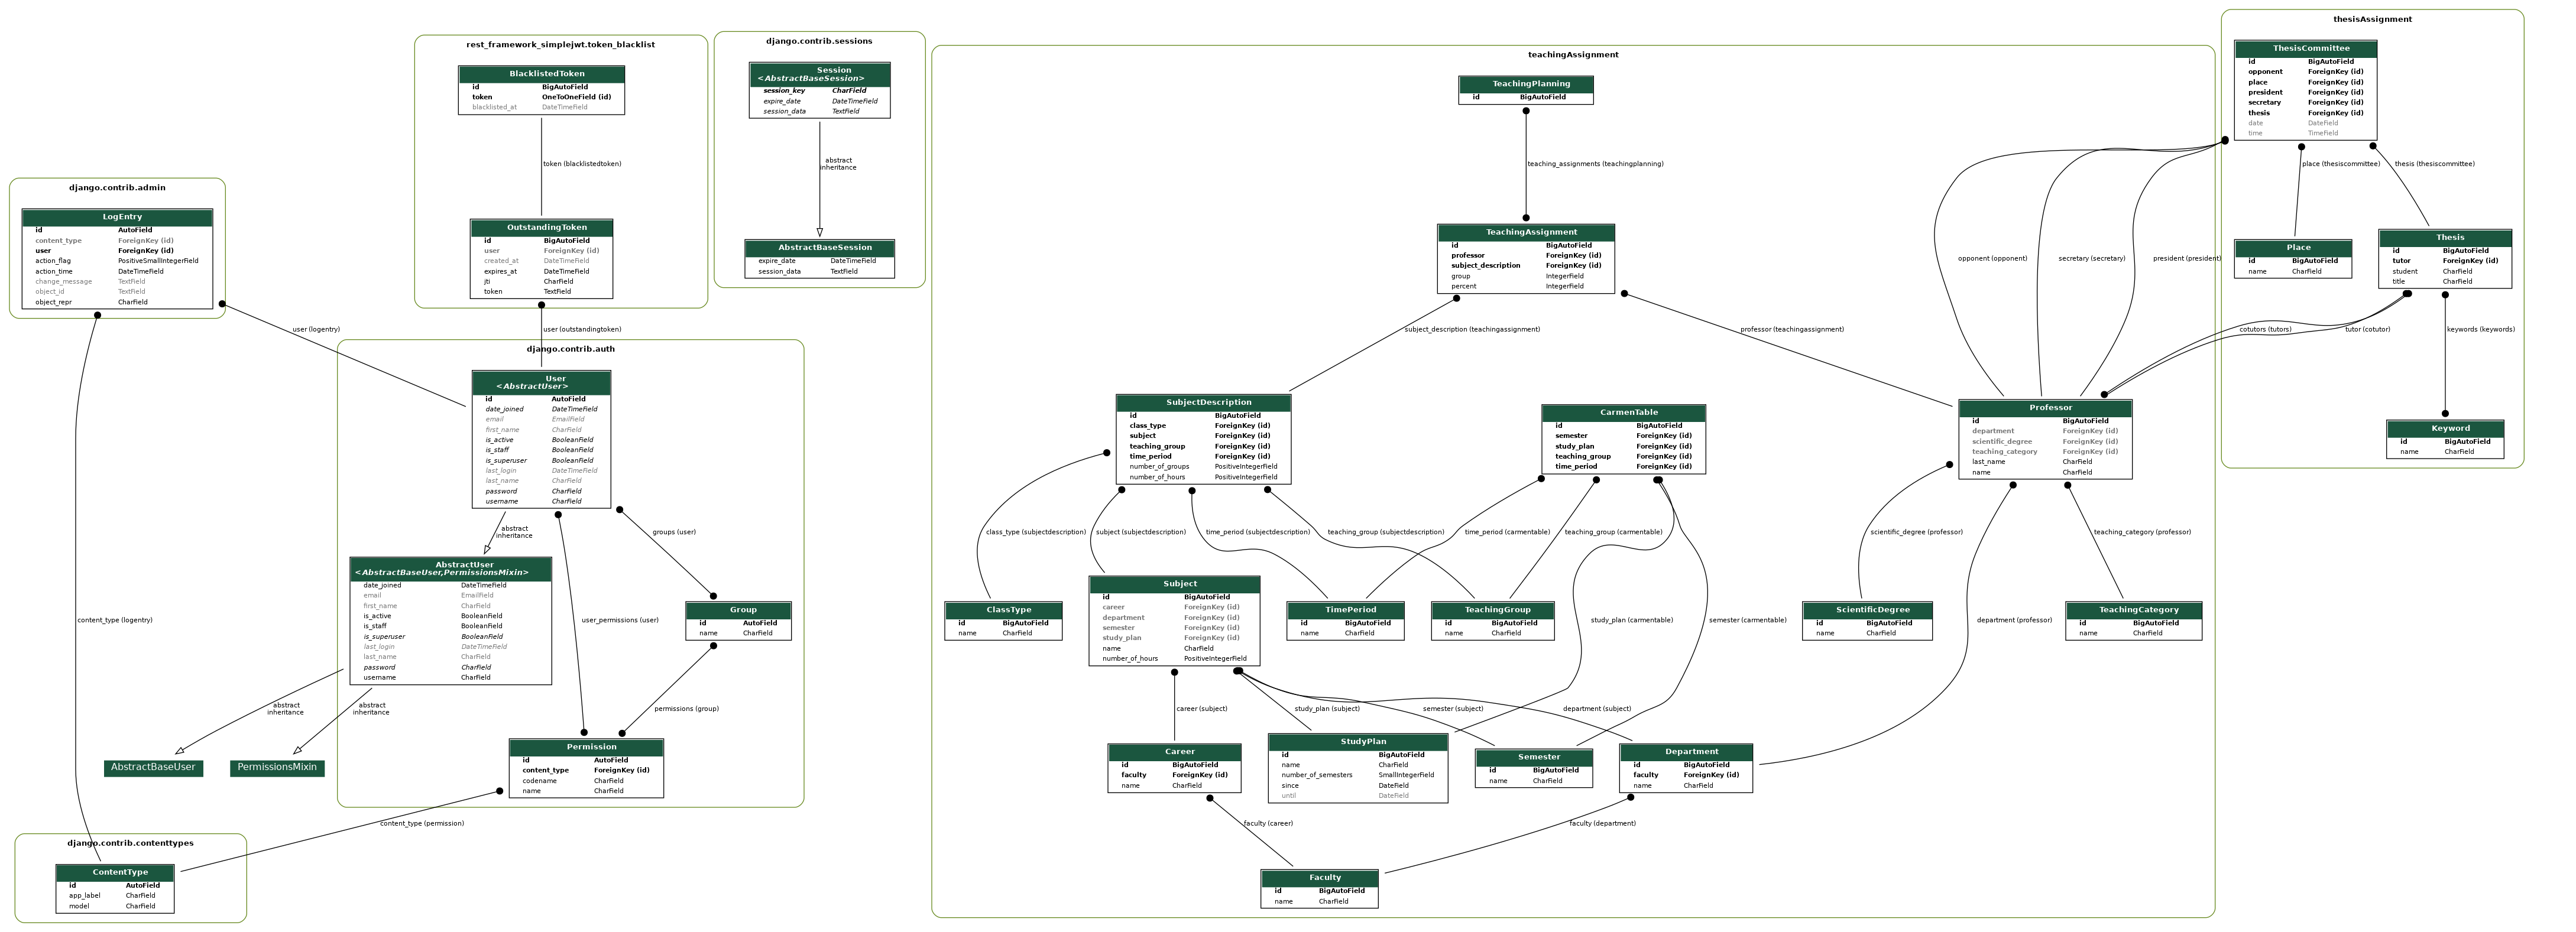 django.contrib.admin
LogEntry
id AutoField
content_type ForeignKey (id)
user ForeignKey (id)
action_flag PositiveSmallIntegerField
action_time DateTimeField
change_message TextField
object_id TextField
object_repr CharField
user (logentry)
content_type (logentry)
rest_framework_simplejwt.token_blacklist
BlacklistedToken
id BigAutoField
token OneToOneField (id)
blacklisted_at DateTimeField
token (blacklistedtoken)
OutstandingToken
id BigAutoField
user ForeignKey (id)
created_at DateTimeField
expires_at DateTimeField
jti CharField
token TextField
user (outstandingtoken)
django.contrib.sessions
Session
<AbstractBaseSession>
session_key CharField
expire_date DateTimeField
session_data TextField
abstract
inheritance
AbstractBaseSession
expire_date DateTimeField
session_data TextField
django.contrib.auth
User
<AbstractUser>
id AutoField
date_joined DateTimeField
email EmailField
first_name CharField
is_active BooleanField
is_staff BooleanField
is_superuser BooleanField
last_login DateTimeField
last_name CharField
password CharField
username CharField
abstract
inheritance
groups (user)
user_permissions (user)
AbstractUser
<AbstractBaseUser,PermissionsMixin>
date_joined DateTimeField
email EmailField
first_name CharField
is_active BooleanField
is_staff BooleanField
is_superuser BooleanField
last_login DateTimeField
last_name CharField
password CharField
username CharField
Group
id AutoField
name CharField
permissions (group)
abstract
inheritance
abstract
inheritance
AbstractBaseUser
PermissionsMixin
Permission
id AutoField
content_type ForeignKey (id)
codename CharField
name CharField
content_type (permission)
django.contrib.contenttypes
ContentType
id AutoField
app_label CharField
model CharField
teachingAssignment
TeachingPlanning
id BigAutoField
teaching_assignments (teachingplanning)
TeachingAssignment
id BigAutoField
professor ForeignKey (id)
subject_description ForeignKey (id)
group IntegerField
percent IntegerField
subject_description (teachingassignment)
professor (teachingassignment)
SubjectDescription
id BigAutoField
class_type ForeignKey (id)
subject ForeignKey (id)
teaching_group ForeignKey (id)
time_period ForeignKey (id)
number_of_groups PositiveIntegerField
number_of_hours PositiveIntegerField
CarmenTable
id BigAutoField
semester ForeignKey (id)
study_plan ForeignKey (id)
teaching_group ForeignKey (id)
time_period ForeignKey (id)
Professor
id BigAutoField
department ForeignKey (id)
scientific_degree ForeignKey (id)
teaching_category ForeignKey (id)
last_name CharField
name CharField
class_type (subjectdescription)
subject (subjectdescription)
time_period (subjectdescription)
teaching_group (subjectdescription)
time_period (carmentable)
teaching_group (carmentable)
scientific_degree (professor)
teaching_category (professor)
ClassType
id BigAutoField
name CharField
Subject
id BigAutoField
career ForeignKey (id)
department ForeignKey (id)
semester ForeignKey (id)
study_plan ForeignKey (id)
name CharField
number_of_hours PositiveIntegerField
TimePeriod
id BigAutoField
name CharField
TeachingGroup
id BigAutoField
name CharField
study_plan (carmentable)
semester (carmentable)
ScientificDegree
id BigAutoField
name CharField
department (professor)
TeachingCategory
id BigAutoField
name CharField
career (subject)
study_plan (subject)
semester (subject)
department (subject)
Career
id BigAutoField
faculty ForeignKey (id)
name CharField
StudyPlan
id BigAutoField
name CharField
number_of_semesters SmallIntegerField
since DateField
until DateField
Semester
id BigAutoField
name CharField
Department
id BigAutoField
faculty ForeignKey (id)
name CharField
faculty (career)
faculty (department)
Faculty
id BigAutoField
name CharField
thesisAssignment
ThesisCommittee
id BigAutoField
opponent ForeignKey (id)
place ForeignKey (id)
president ForeignKey (id)
secretary ForeignKey (id)
thesis ForeignKey (id)
date DateField
time TimeField
place (thesiscommittee)
thesis (thesiscommittee)
opponent (opponent)
secretary (secretary)
president (president)
Place
id BigAutoField
name CharField
Thesis
id BigAutoField
tutor ForeignKey (id)
student CharField
title CharField
cotutors (tutors)
tutor (cotutor)
keywords (keywords)
Keyword
id BigAutoField
name CharField